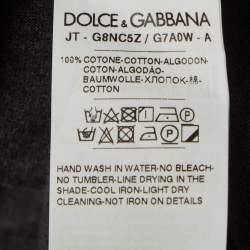 DOLCE & GABBANA
JT - G8NC5Z / G7A0W - A
100% COTONE-COTTON-ALGODON-
COTON-ALGODÃO-
BAUMWOLLE-ХЛОПОК-棉-
COTTON
HAND WASH IN WATER-NO BLEACH-
NO TUMBLER-LINE DRYING IN THE
SHADE-COOL IRON-LIGHT DRY
CLEANING-NOT IRON ON DETAILS